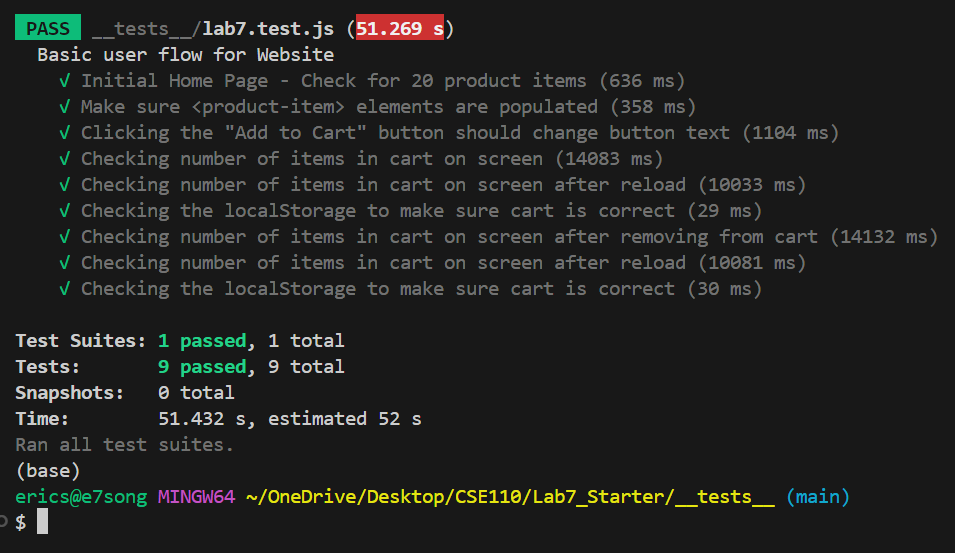 PASS __tests__/lab7.test.js (51.269 s)
Basic user flow for Website
√ Initial Home Page - Check for 20 product items (636 ms)
√ Make sure <product-item> elements are populated (358 ms)
√ Clicking the "Add to Cart" button should change button text (1104 ms)
√ Checking number of items in cart on screen (14083 ms)
√ Checking number of items in cart on screen after reload (10033 ms)
√ Checking the localStorage to make sure cart is correct (29 ms)
√ Checking number of items in cart on screen after removing from cart (14132 ms)
√ Checking number of items in cart on screen after reload (10081 ms)
√ Checking the localStorage to make sure cart is correct (30 ms)
Test Suites: 1 passed, 1 total
Tests: 9 passed, 9 total
Snapshots: 0 total
Time: 51.432 s, estimated 52 s
Ran all test suites.
(base)
erics@e7song MINGW64 ~/OneDrive/Desktop/CSE110/Lab7_Starter/__tests__ (main)
$